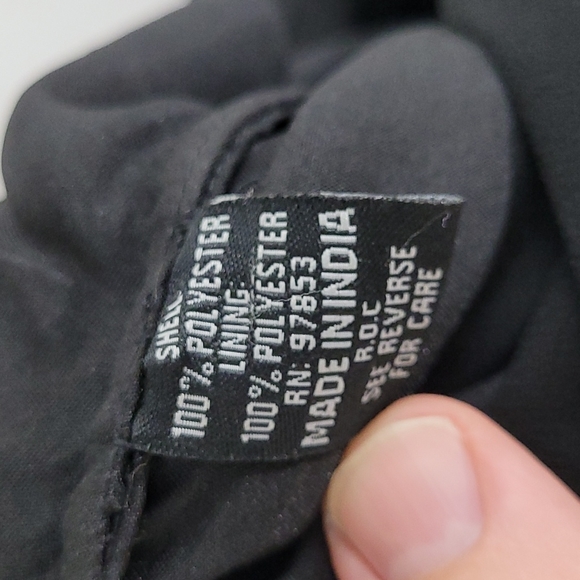 SHELL
100% POLYESTER
LINING:
100% POLYESTER
RN: 97853
MADE IN INDIA
R.O.C
SEE REVERSE
FOR CARE